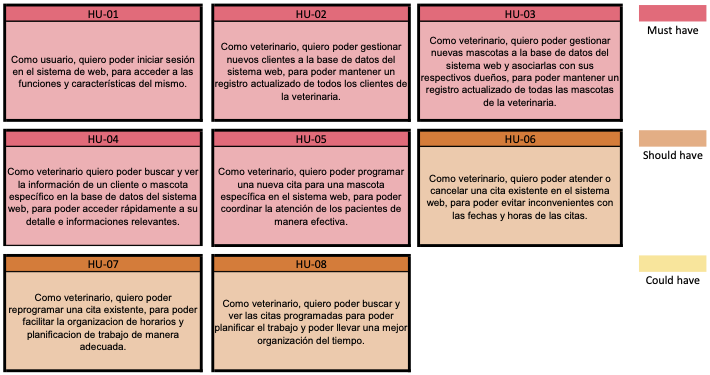 HU-01
Como usuario, quiero poder iniciar sesión
en el sistema de web, para acceder a las
funciones y características del mismo.
HU-02
Como veterinario, quiero poder gestionar
nuevos clientes a la base de datos del
sistema web, para poder mantener un
registro actualizado de todos los clientes de
la veterinaria.
HU-03
Como veterinario, quiero poder gestionar
nuevas mascotas a la base de datos del
sistema web y asociarlas con sus
respectivos dueños, para poder mantener un
registro actualizado de todas las mascotas
de la veterinaria.
Must have
HU-04
Como veterinario quiero poder buscar y ver
la información de un cliente o mascota
específico en la base de datos del sistema
web, para poder acceder rápidamente a su
detalle e informaciones relevantes.
HU-05
Como veterinario, quiero poder programar
una nueva cita para una mascota
específica en el sistema web, para poder
coordinar la atención de los pacientes de
manera efectiva.
HU-06
Como veterinario, quiero poder atender o
cancelar una cita existente en el sistema
web, para poder evitar inconvenientes con
las fechas y horas de las citas.
Should have
HU-07
Como veterinario, quiero poder
reprogramar una cita existente, para poder
facilitar la organizacion de horarios y
planificacion de trabajo de manera
adecuada.
HU-08
Como veterinario, quiero poder buscar y
ver las citas programadas para poder
planificar el trabajo y poder llevar una mejor
organización del tiempo.
Could have